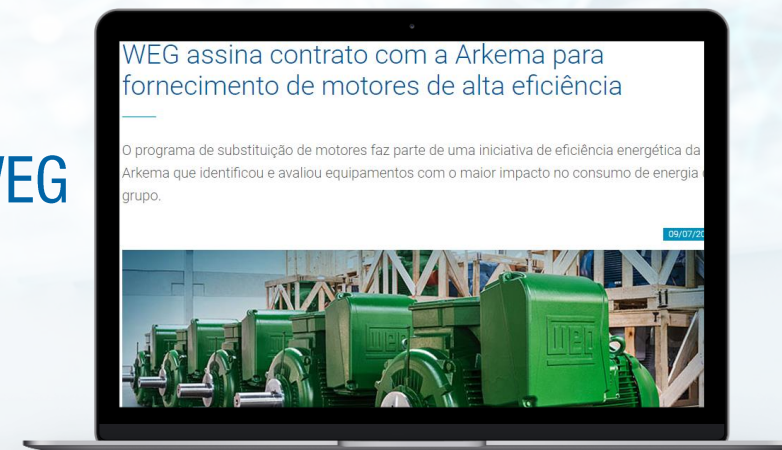 WEG assina contrato com a Arkema para
fornecimento de motores de alta eficiência
O programa de substituição de motores faz parte de uma iniciativa de eficiência energética da
Arkema que identificou e avaliou equipamentos com o maior impacto no consumo de energia
grupo.
WEG
09/07/20
WEG